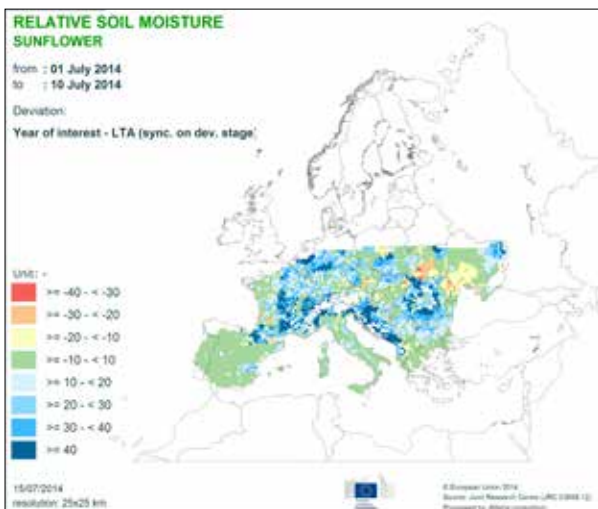 RELATIVE SOIL MOISTURE
SUNFLOWER
from : 01 July 2014
to : 10 July 2014
Deviation:
Year of interest - LTA (sync. on dev. stage)
Unit: -
>= -40 - < -30
>= -30 - < -20
>= -20 - < -10
>= -10 - < 10
>= 10 - < 20
>= 20 - < 30
>= 30 - < 40
>= 40
15/07/2014
resolution: 25x25 km
© European Union 2014
Source: Joint Research Centre